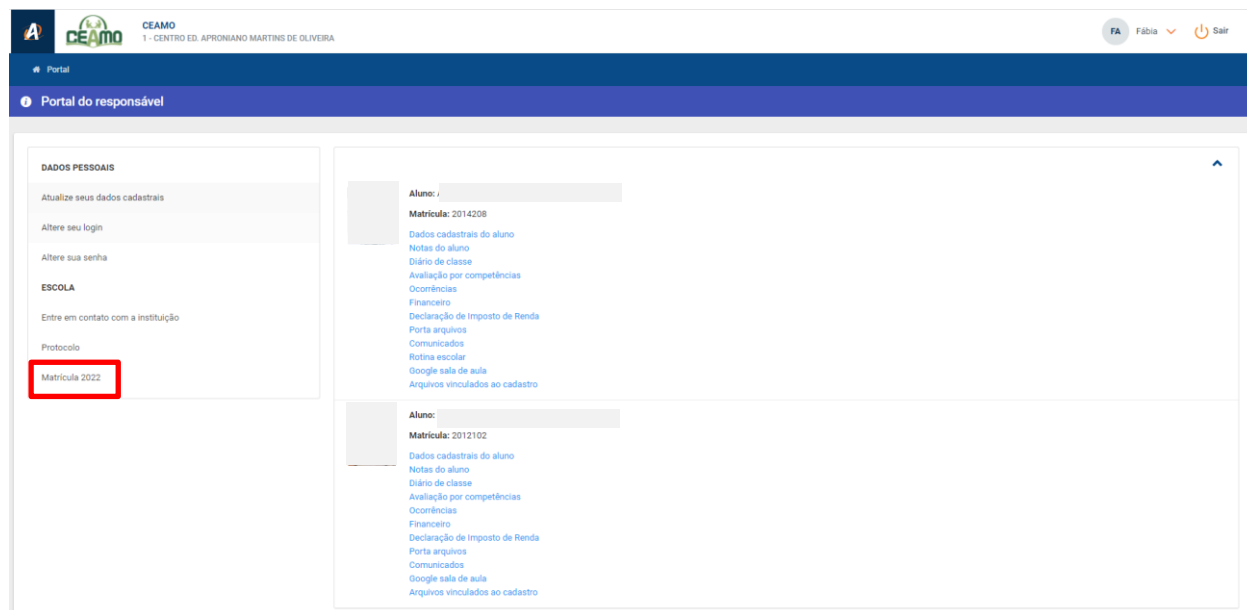 CEAMO
CEAMO
1 - CENTRO ED. APRONIANO MARTINS DE OLIVEIRA
FA Fábia Sair
Portal
Portal do responsável
DADOS PESSOAIS
Atualize seus dados cadastrais
Altere seu login
Altere sua senha
ESCOLA
Entre em contato com a instituição
Protocolo
Matrícula 2022
Aluno:
Matrícula: 2014208
Dados cadastrais do aluno
Notas do aluno
Diário de classe
Avaliação por competências
Ocorrências
Financeiro
Declaração de Imposto de Renda
Porta arquivos
Comunicados
Rotina escolar
Google sala de aula
Arquivos vinculados ao cadastro
Aluno:
Matrícula: 2012102
Dados cadastrais do aluno
Notas do aluno
Diário de classe
Avaliação por competências
Ocorrências
Financeiro
Declaração de Imposto de Renda
Porta arquivos
Comunicados
Google sala de aula
Arquivos vinculados ao cadastro